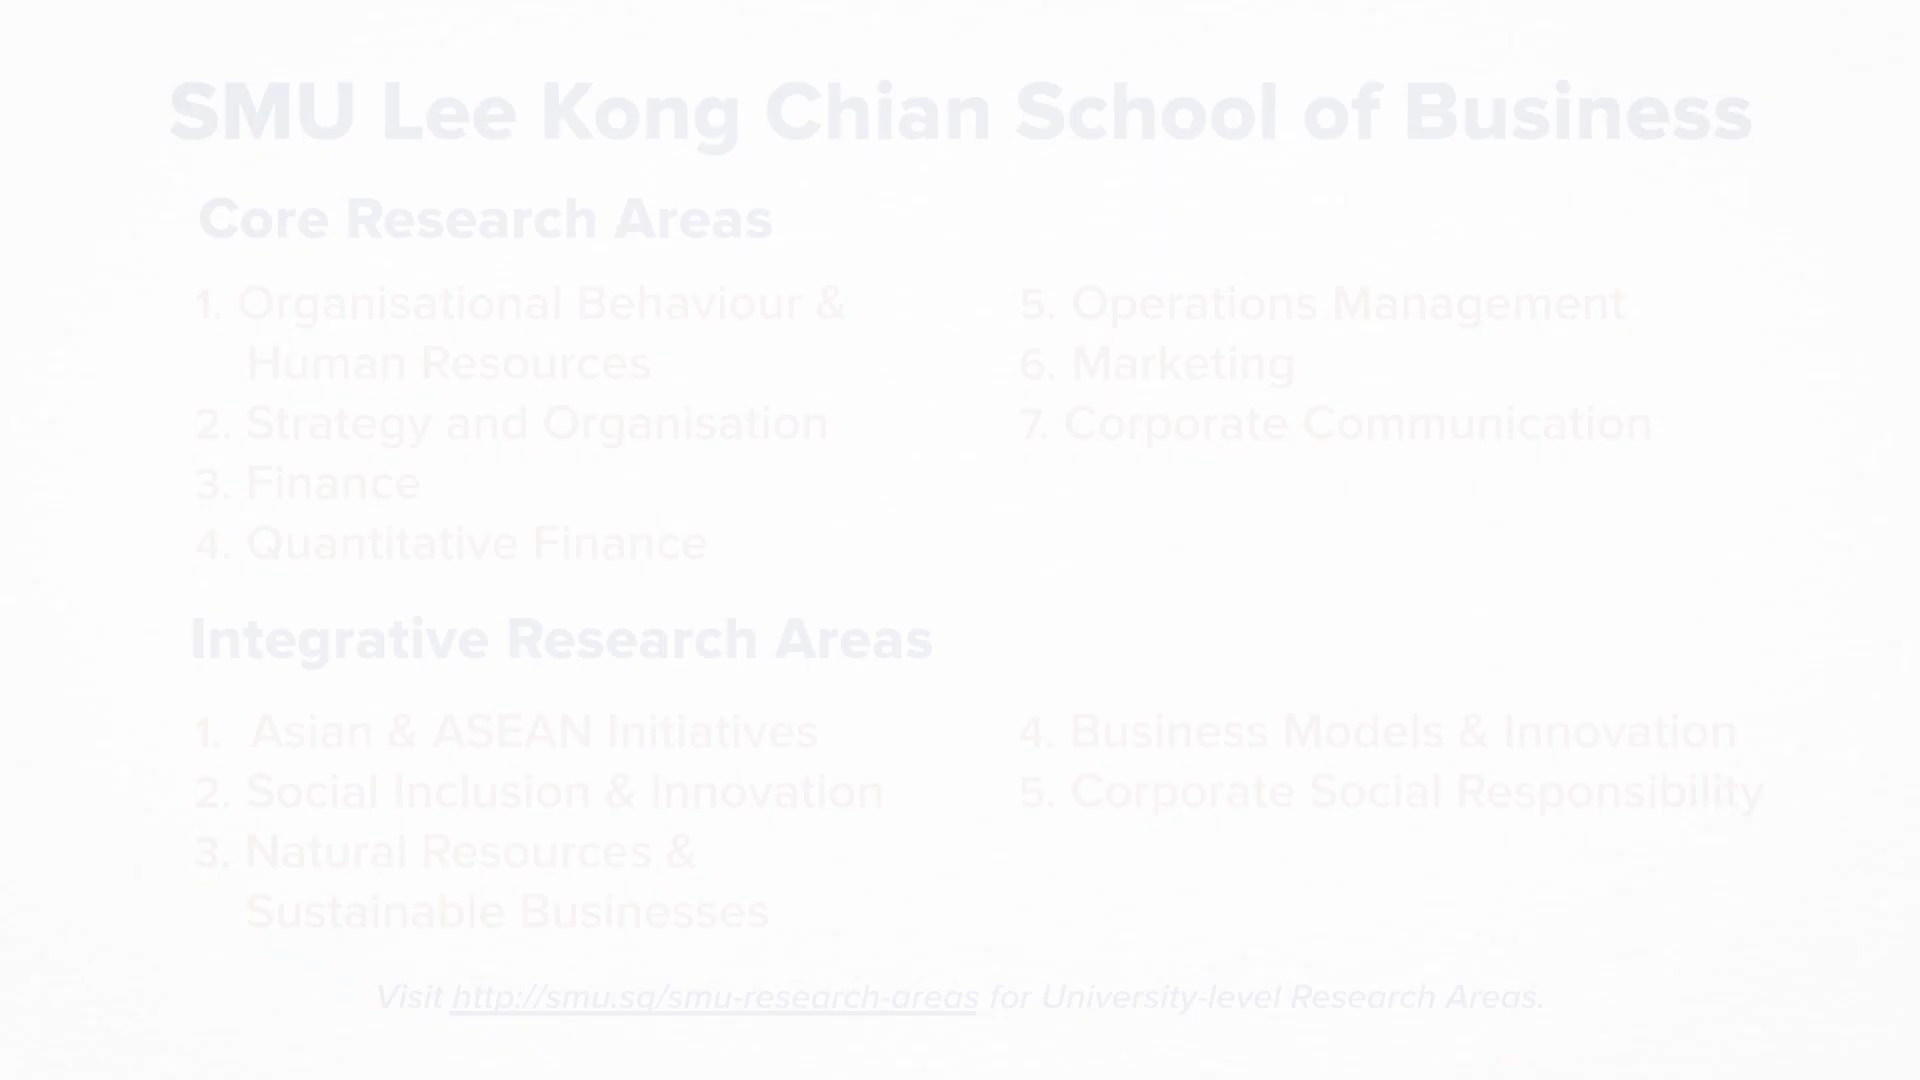 SMU Lee Kong Chian School of Business
Core Research Areas
1. Organisational Behaviour &
Human Resources
2. Strategy and Organisation
3. Finance
4. Quantitative Finance
5. Operations Management
6. Marketing
7. Corporate Communication
Integrative Research Areas
1. Asian & ASEAN Initiatives
2. Social Inclusion & Innovation
3. Natural Resources &
Sustainable Businesses
4. Business Models & Innovation
5. Corporate Social Responsibility
Visit http://smu.sg/smu-research-areas for University-level Research Areas.